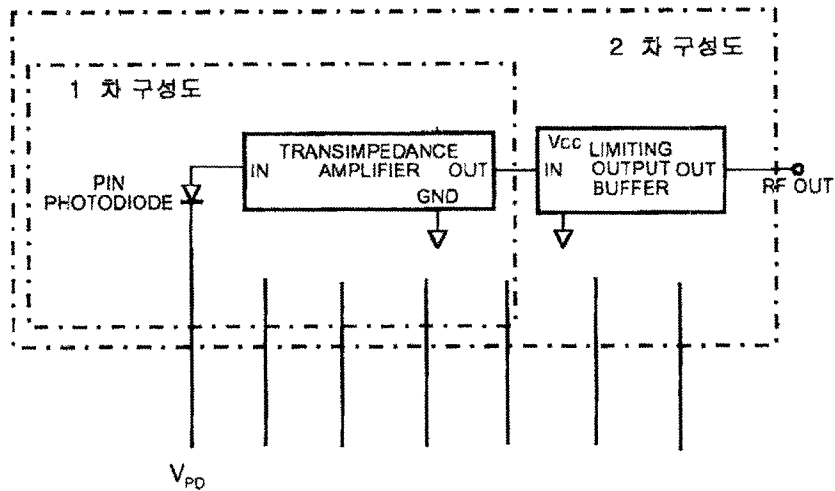 2 차 구성도
1 차 구성도
PIN
PHOTODIODE
IN
TRANSIMPEDANCE
AMPLIFIER
OUT
GND
Vcc
IN
LIMITING
OUTPUT
BUFFER
OUT
RF OUT
VPD